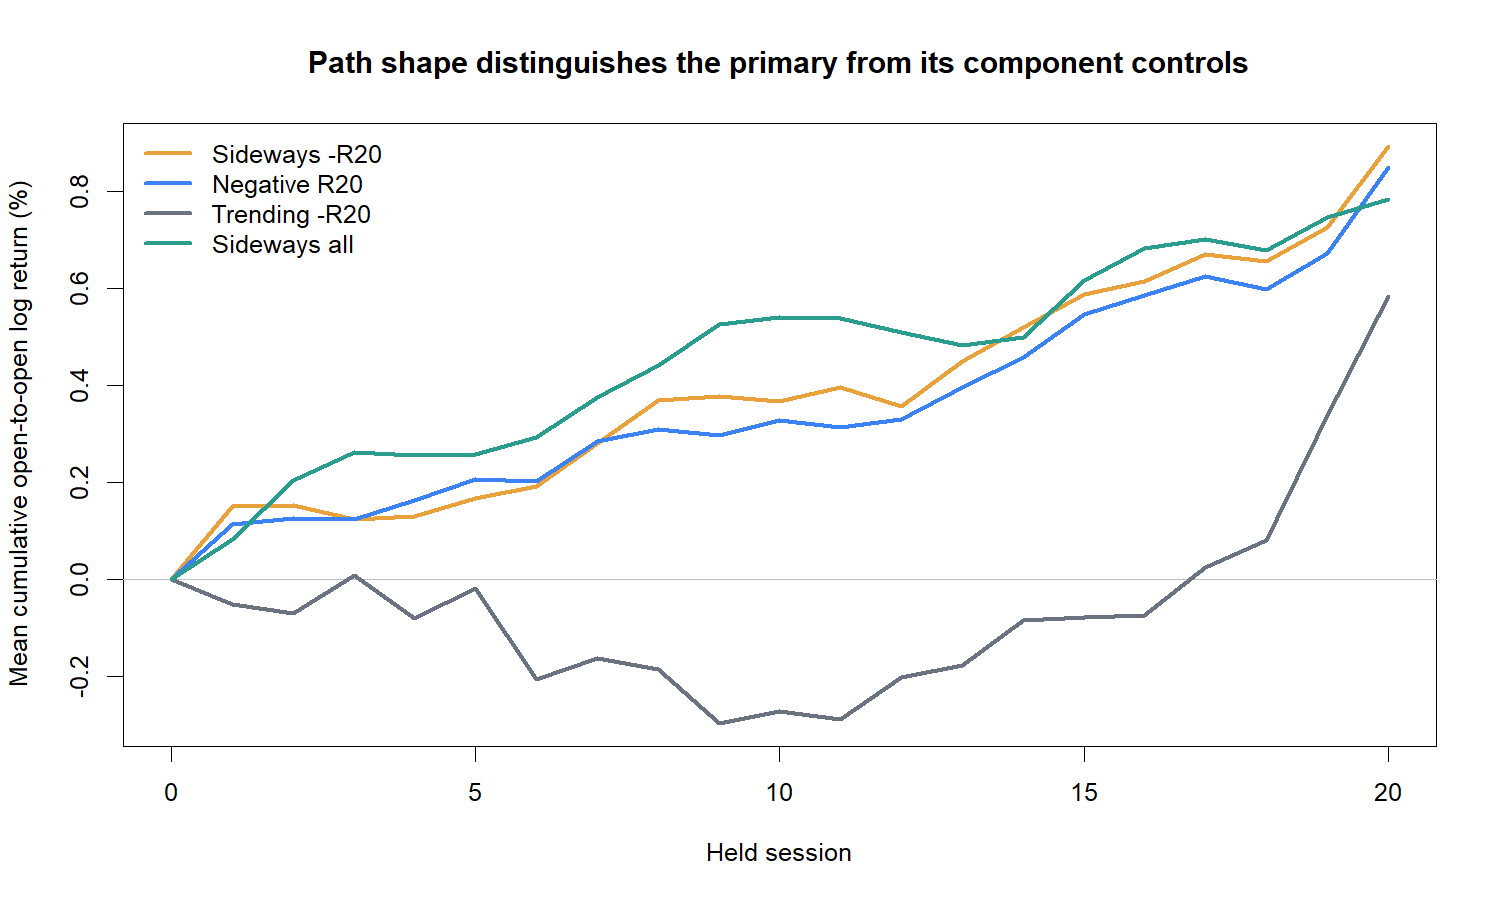 Path shape distinguishes the primary from its component controls
Sideways -R20
Negative R20
Trending -R20
Sideways all
Mean cumulative open-to-open log return (%)
0.8
0.6
0.4
0.2
0.0
-0.2
0 5 10 15 20
Held session